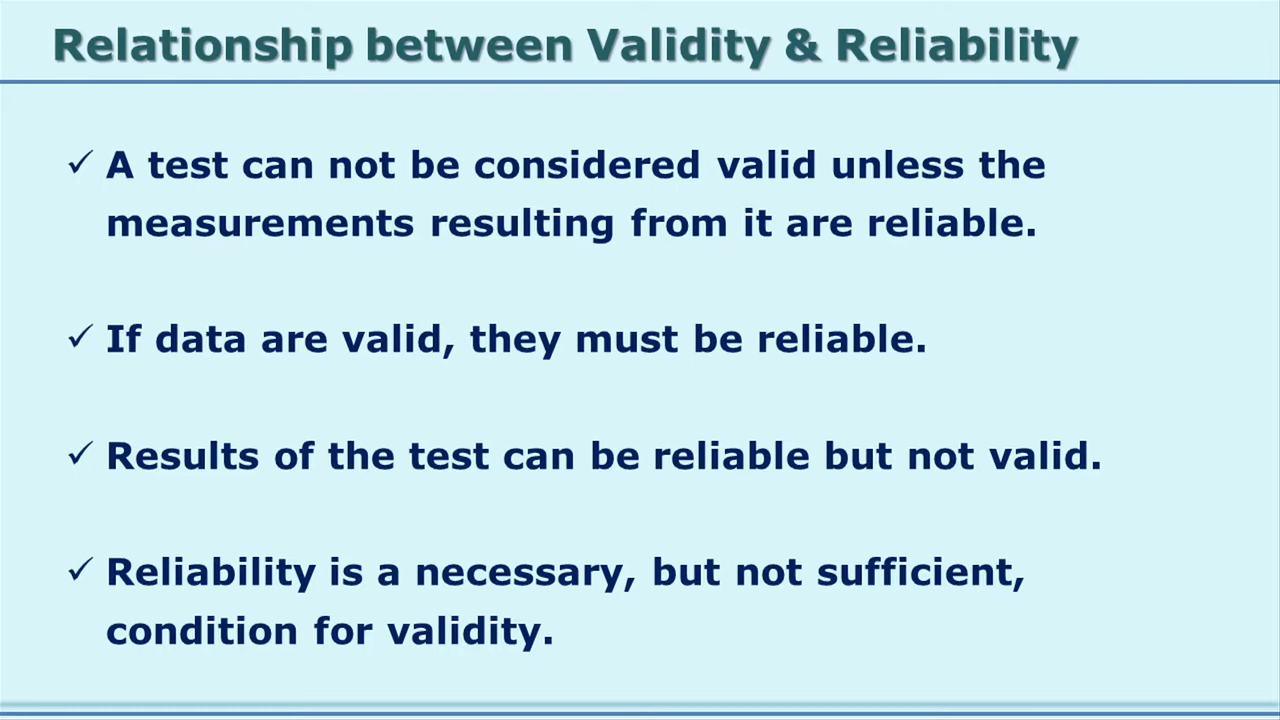 Relationship between Validity & Reliability
✓ A test can not be considered valid unless the
measurements resulting from it are reliable.
✓ If data are valid, they must be reliable.
✓ Results of the test can be reliable but not valid.
✓ Reliability is a necessary, but not sufficient,
condition for validity.